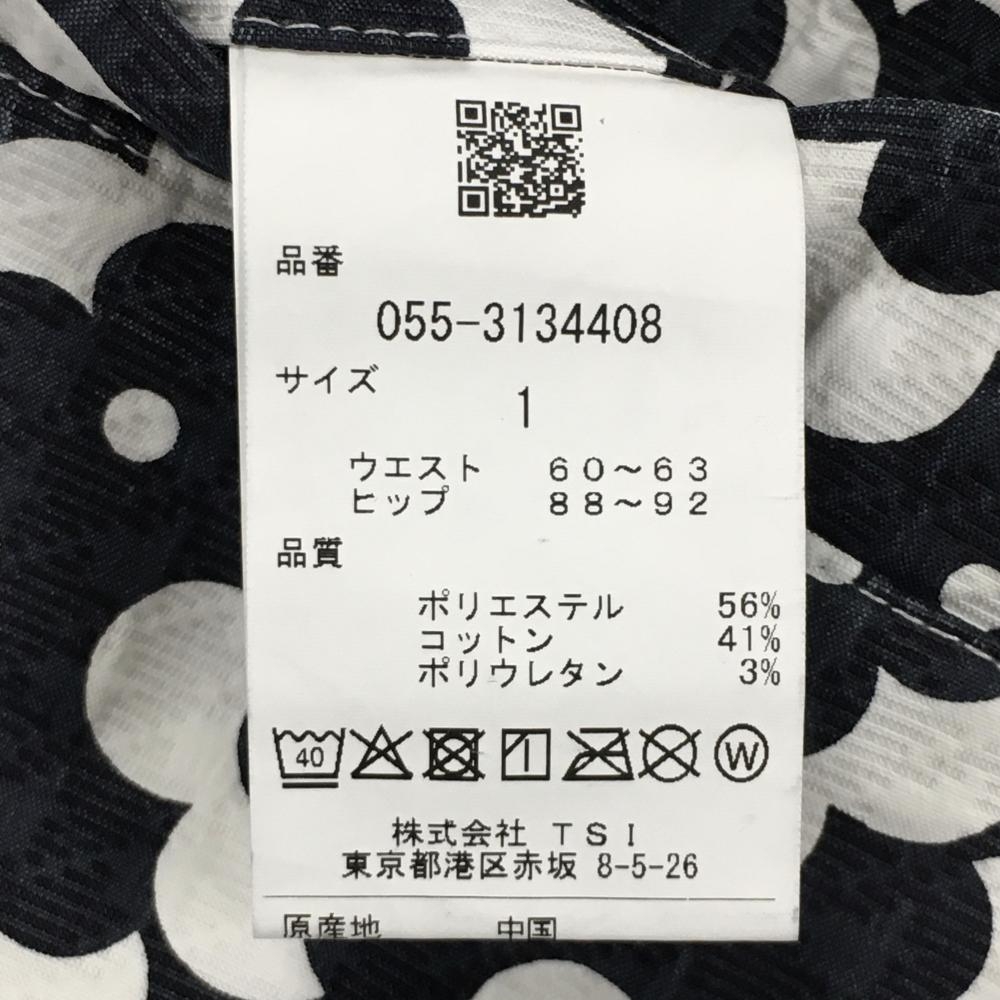 品番
055-3134408
サイズ
1
ウエスト 60～63
ヒップ 88～92
品質
ポリエステル 56%
コットン 41%
ポリウレタン 3%
40 W
株式会社 TSI
東京都港区赤坂 8-5-26
原産地 中国